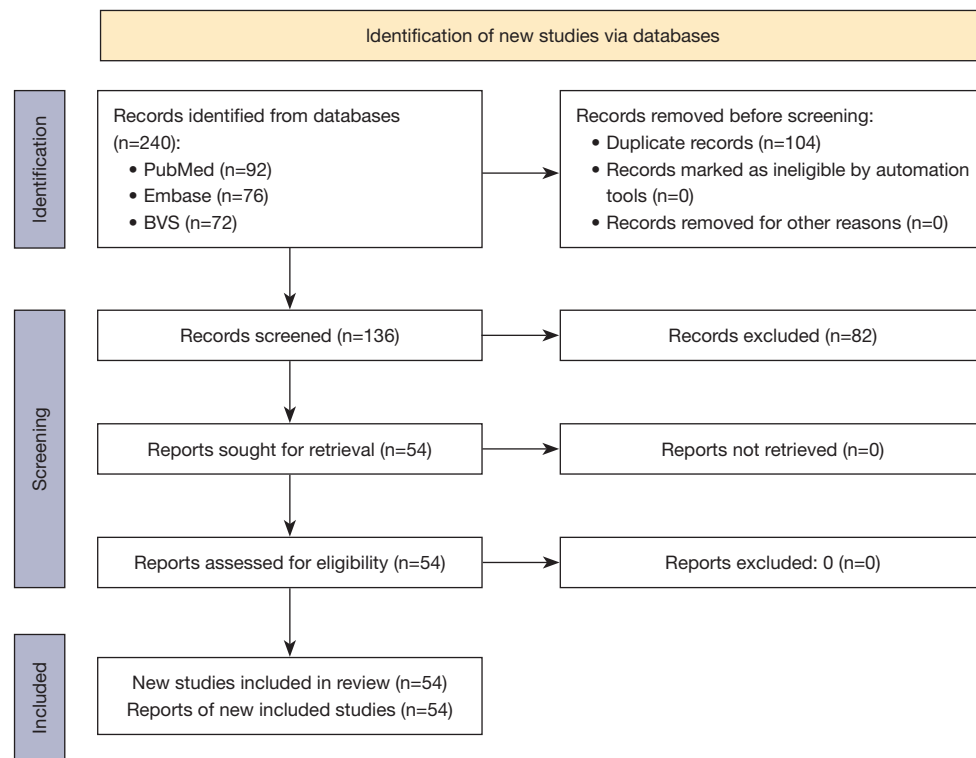 Identification of new studies via databases
Identification
Records identified from databases
(n=240):
• PubMed (n=92)
• Embase (n=76)
• BVS (n=72)
Records removed before screening:
• Duplicate records (n=104)
• Records marked as ineligible by automation
tools (n=0)
• Records removed for other reasons (n=0)
Screening
Records screened (n=136)
Records excluded (n=82)
Reports sought for retrieval (n=54)
Reports not retrieved (n=0)
Reports assessed for eligibility (n=54)
Reports excluded: 0 (n=0)
Included
New studies included in review (n=54)
Reports of new included studies (n=54)